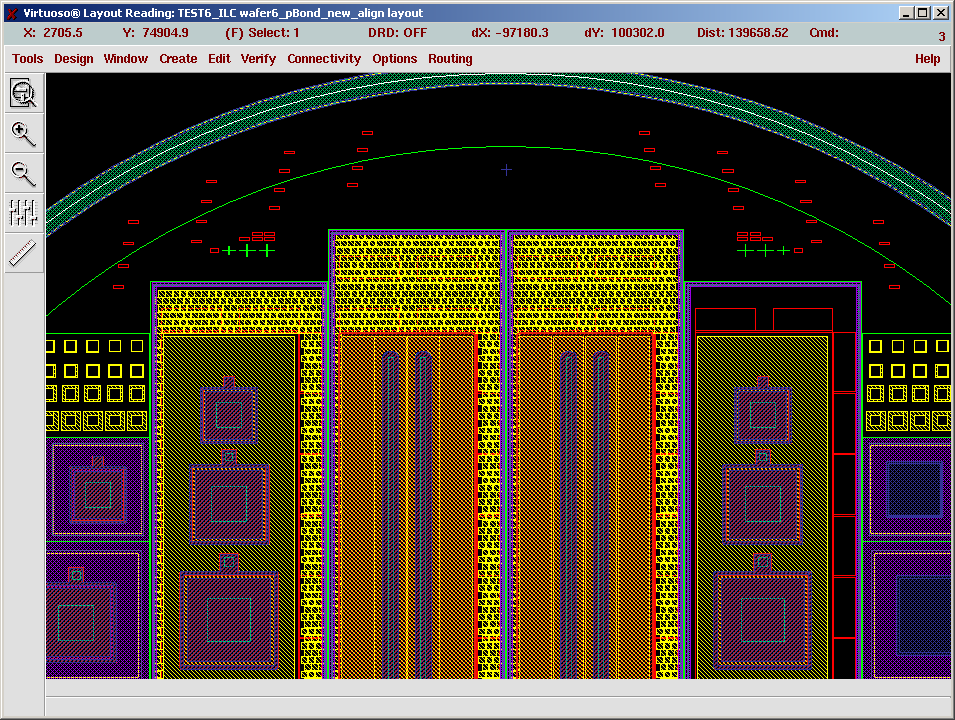 Virtuoso® Layout Reading: TEST6_ILC wafer6_pBond_new_align layout
X: 2705.5 Y: 74904.9 (F) Select: 1 DRD: OFF dX: -97180.3 dY: 100302.0 Dist: 139658.52 Cmd: 3
Tools Design Window Create Edit Verify Connectivity Options Routing Help